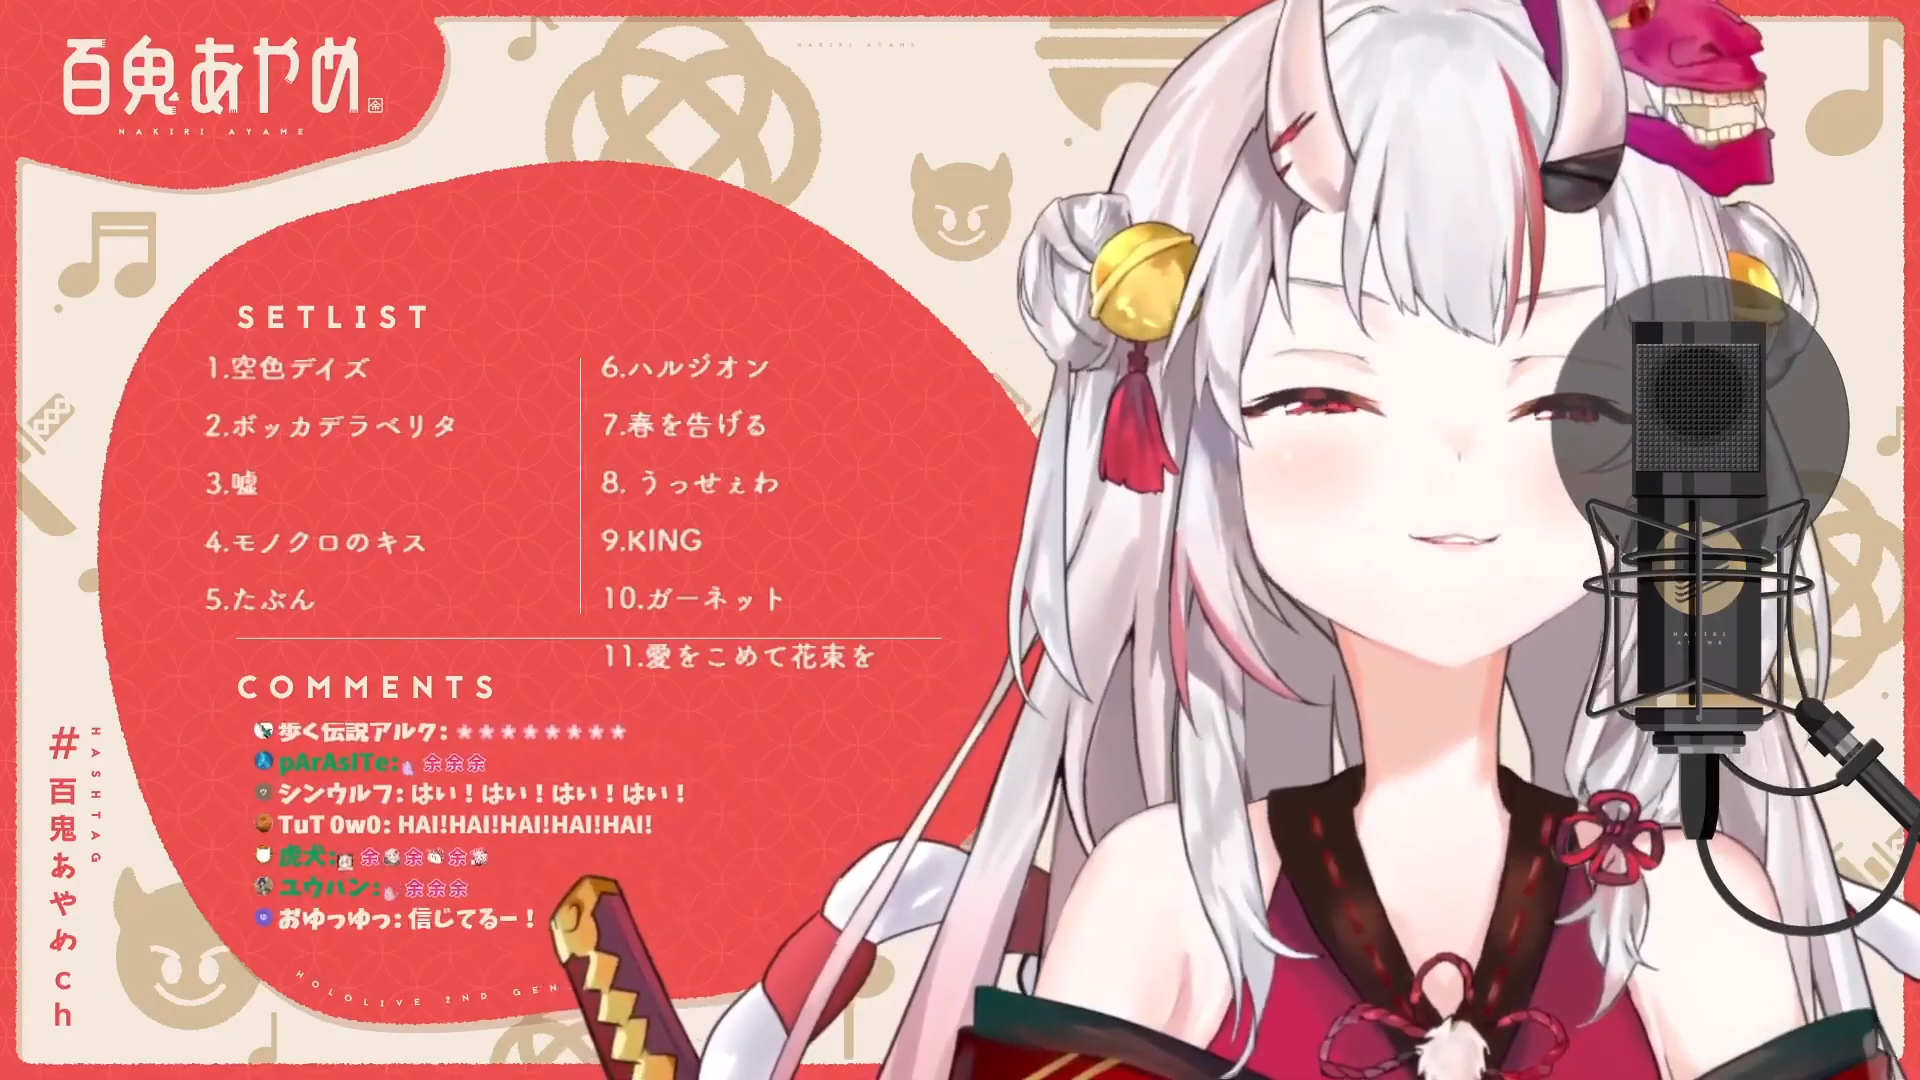 百鬼あやめ
NAKIRI AYAME
NAKIRI AYAME
SETLIST
1.空色デイズ
2.ボッカデラベリタ
3.嘘
4.モノクロのキス
5.たぶん
6.ハルジオン
7.春を告げる
8. うっせぇわ
9.KING
10.ガーネット
11.愛をこめて花束を
COMMENTS
歩く伝説アルク:
pArAsITe: 余余余
シンウルフ: はい！はい！はい！はい！
TuT 0w0: HAI!HAI!HAI!HAI!HAI!
虎犬: 余余余
ユウハン: 余余余
おゆっゆっ: 信じてるー！
HOLOLIVE 2ND GEN
#百鬼あやめch
HASHTAG
NAKIRI
AYAME